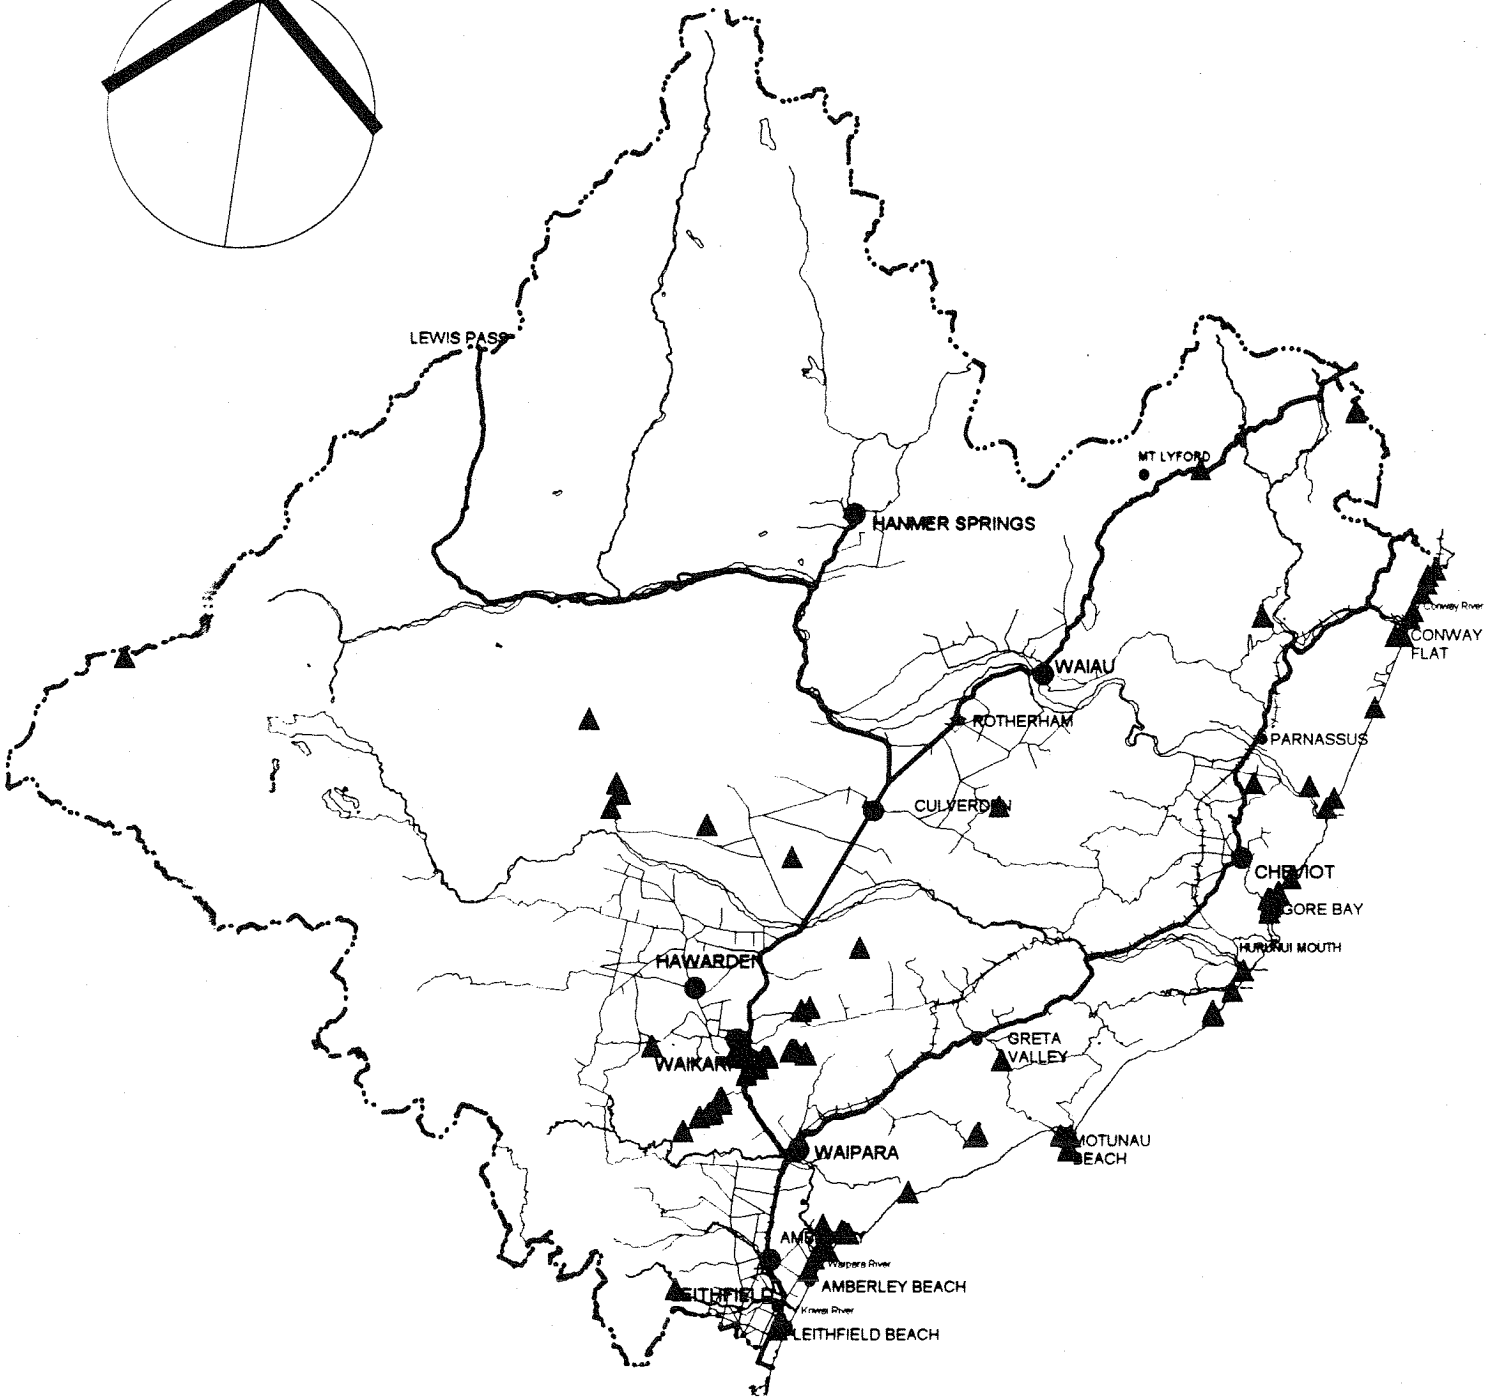 LEWIS PASS
MT LYFORD
HANMER SPRINGS
Conway River
CONWAY
FLAT
WAIAU
ROTHERHAM
PARNASSUS
CULVERDEN
CHEVIOT
GORE BAY
HURUNUI MOUTH
HAWARDEN
GRETA
VALLEY
WAIKARI
MOTUNAU
BEACH
WAIPARA
AMBERLEY
Waipara River
AMBERLEY BEACH
LEITHFIELD
Kowai River
LEITHFIELD BEACH